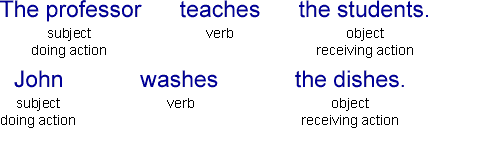 The professor teaches the students.
subject verb object
doing action receiving action
John washes the dishes.
subject verb object
doing action receiving action